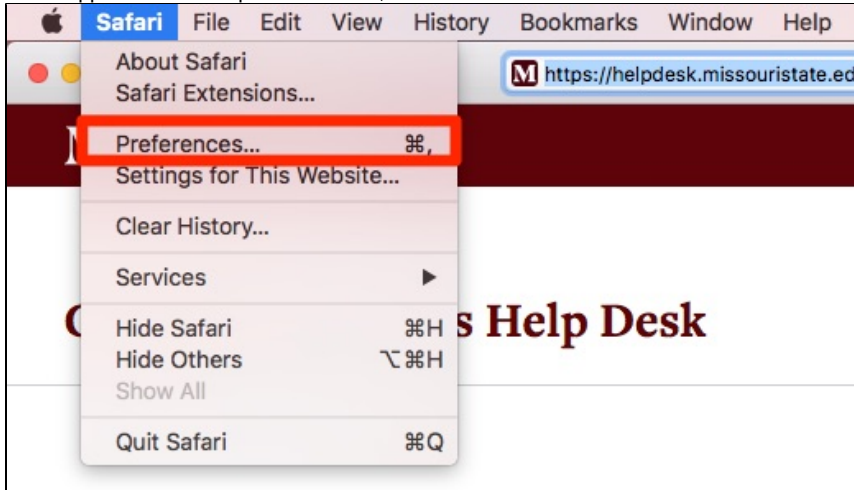 Safari File Edit View History Bookmarks Window Help
About Safari
M https://helpdesk.missouristate.ed
Safari Extensions...
Preferences... ⌘,
Settings for This Website...
Clear History...
Services ▶
Hide Safari ⌘H
s Help Desk
Hide Others ⌥⌘H
Show All
Quit Safari ⌘Q